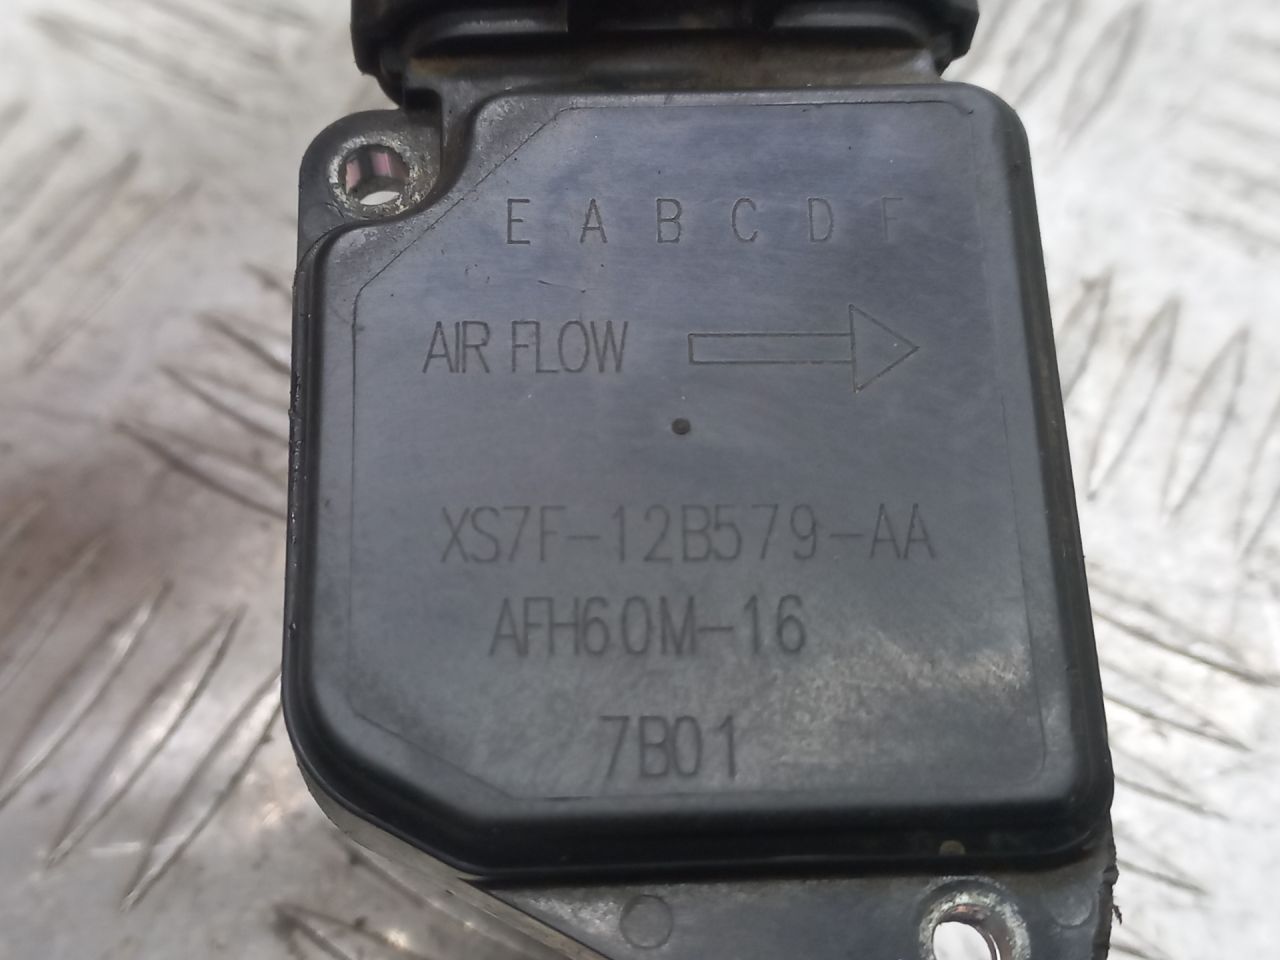 E A B C D F
AIR FLOW
XS7F-12B579-AA
AFH60M-16
7B01